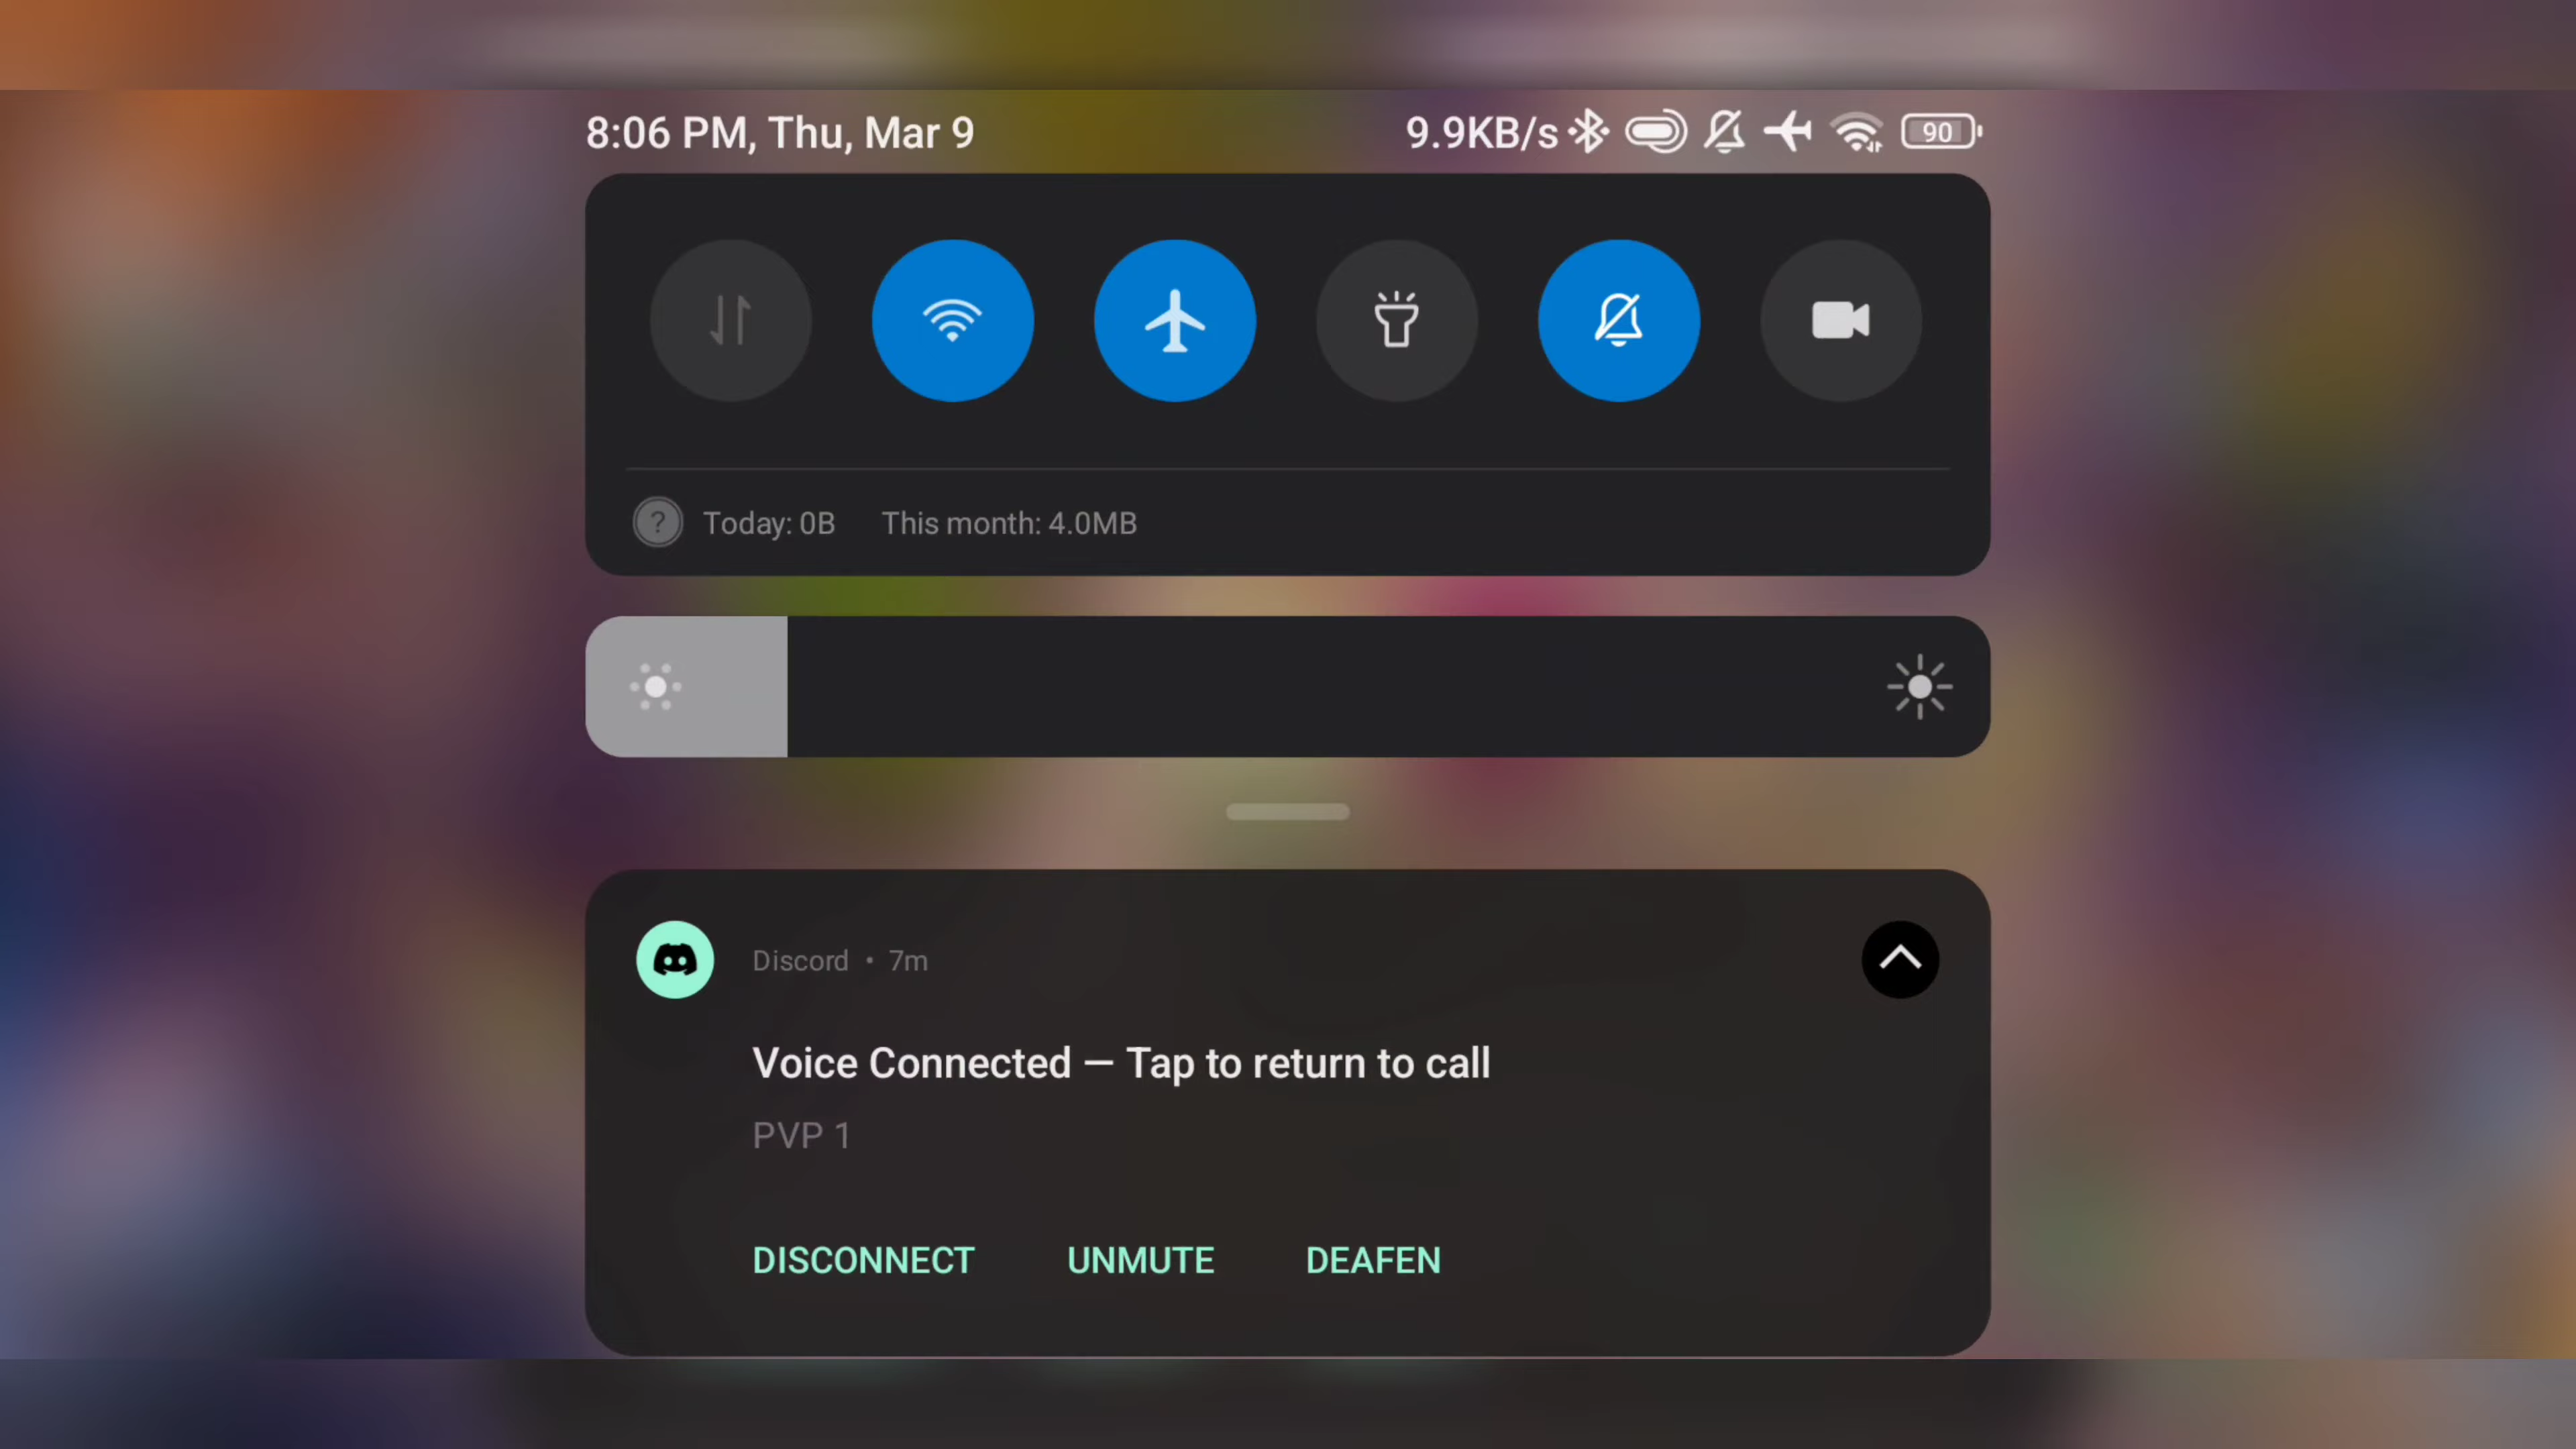 8:06 PM, Thu, Mar 9
9.9KB/s 90
?
Today: 0B This month: 4.0MB
Discord • 7m
Voice Connected — Tap to return to call
PVP 1
DISCONNECT UNMUTE DEAFEN